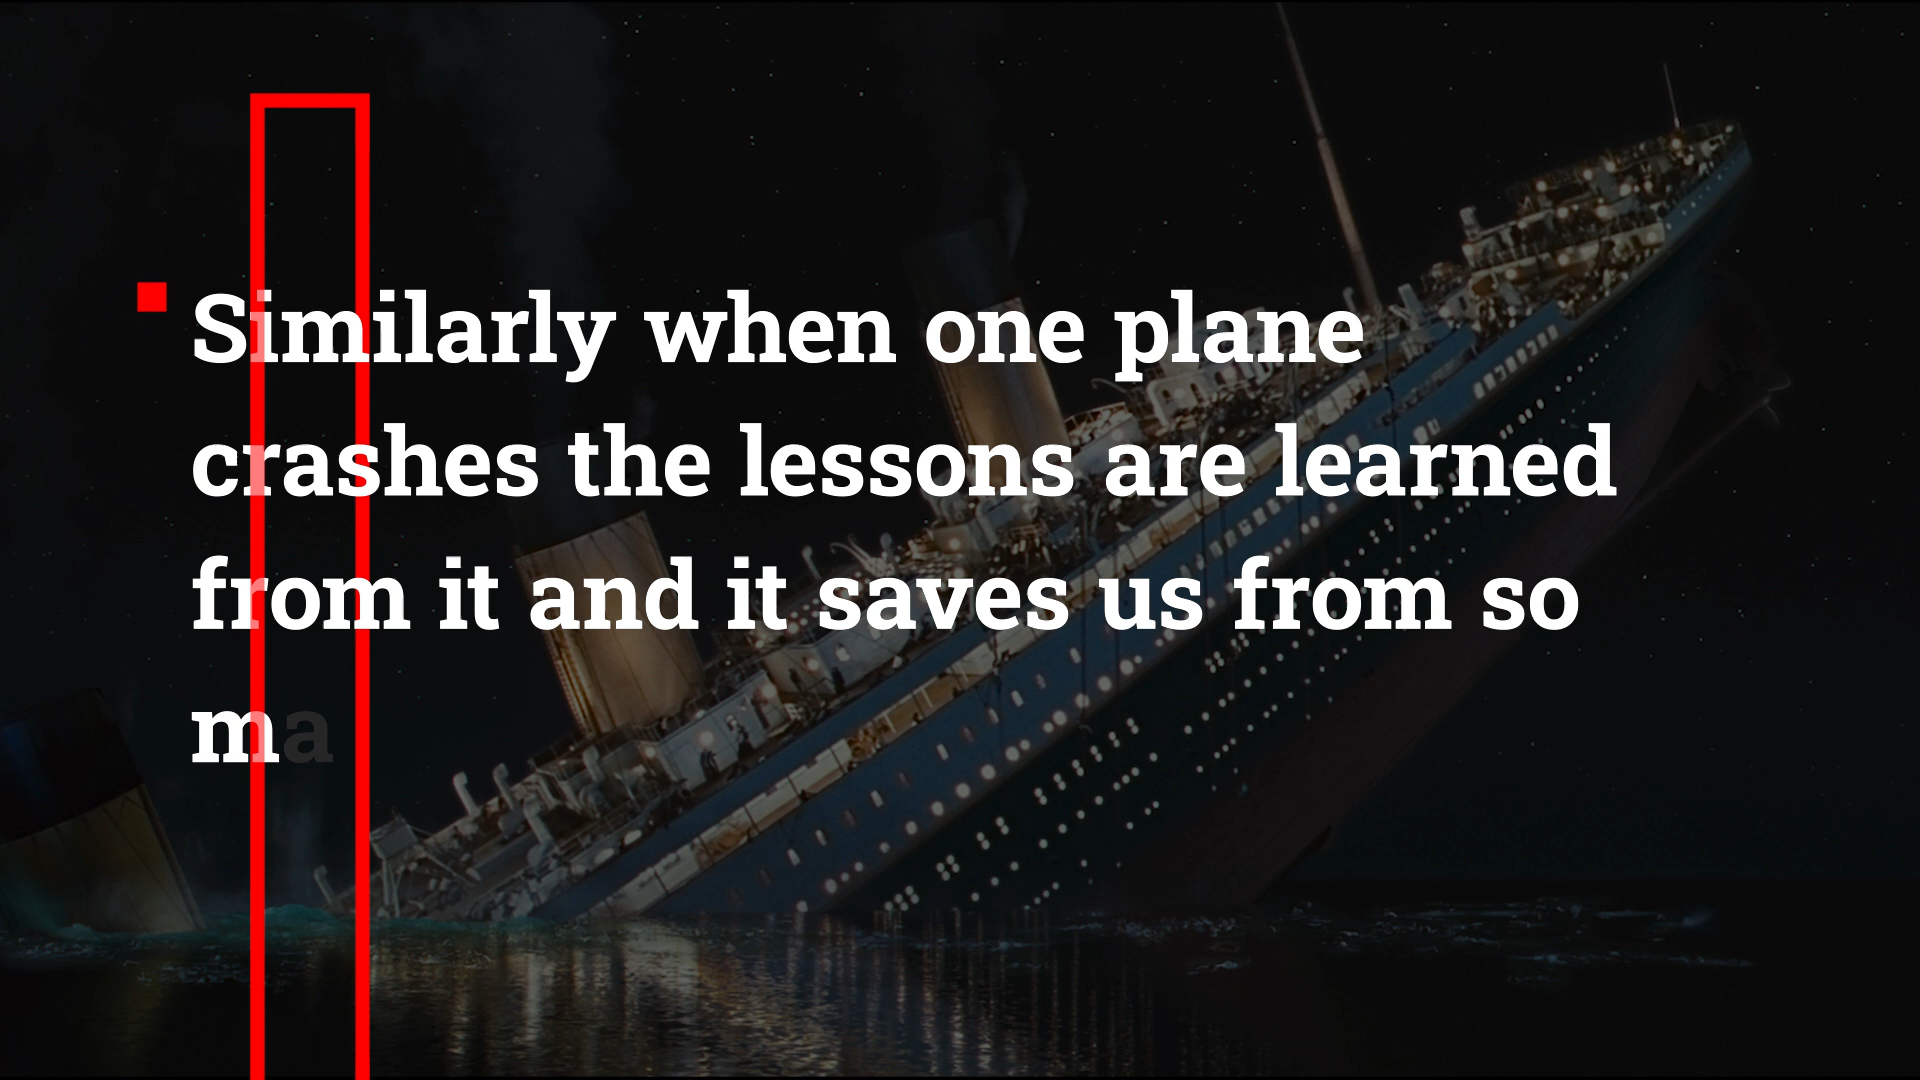 Similarly when one plane
crashes the lessons are learned
from it and it saves us from so
ma